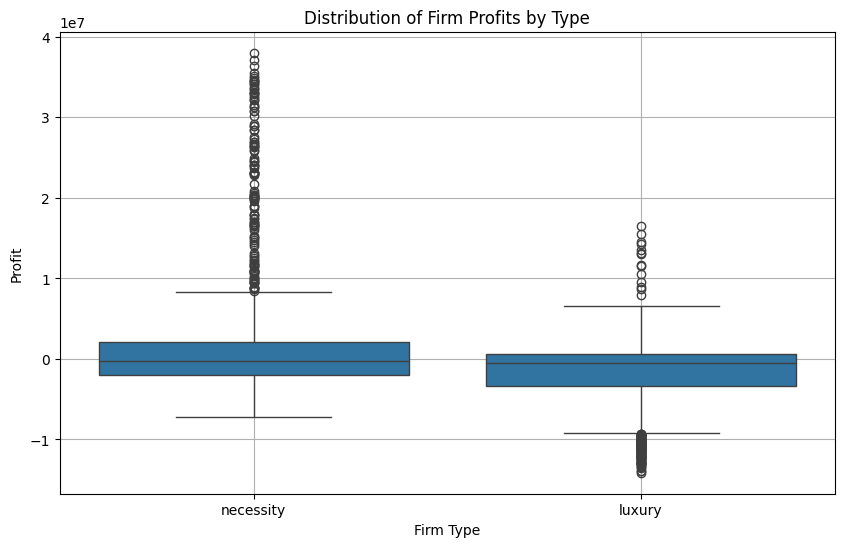 Distribution of Firm Profits by Type
1e7
4
3
2
1
0
−1
Profit
necessity
luxury
Firm Type